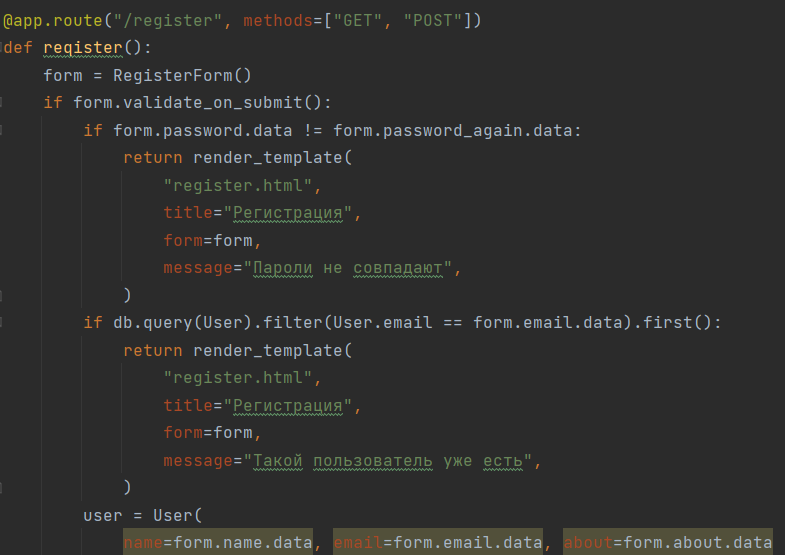 @app.route("/register", methods=["GET", "POST"])
def reqister():
    form = RegisterForm()
    if form.validate_on_submit():
        if form.password.data != form.password_again.data:
            return render_template(
                "register.html",
                title="Регистрация",
                form=form,
                message="Пароли не совпадают",
            )
        if db.query(User).filter(User.email == form.email.data).first():
            return render_template(
                "register.html",
                title="Регистрация",
                form=form,
                message="Такой пользователь уже есть",
            )
        user = User(
            name=form.name.data, email=form.email.data, about=form.about.data